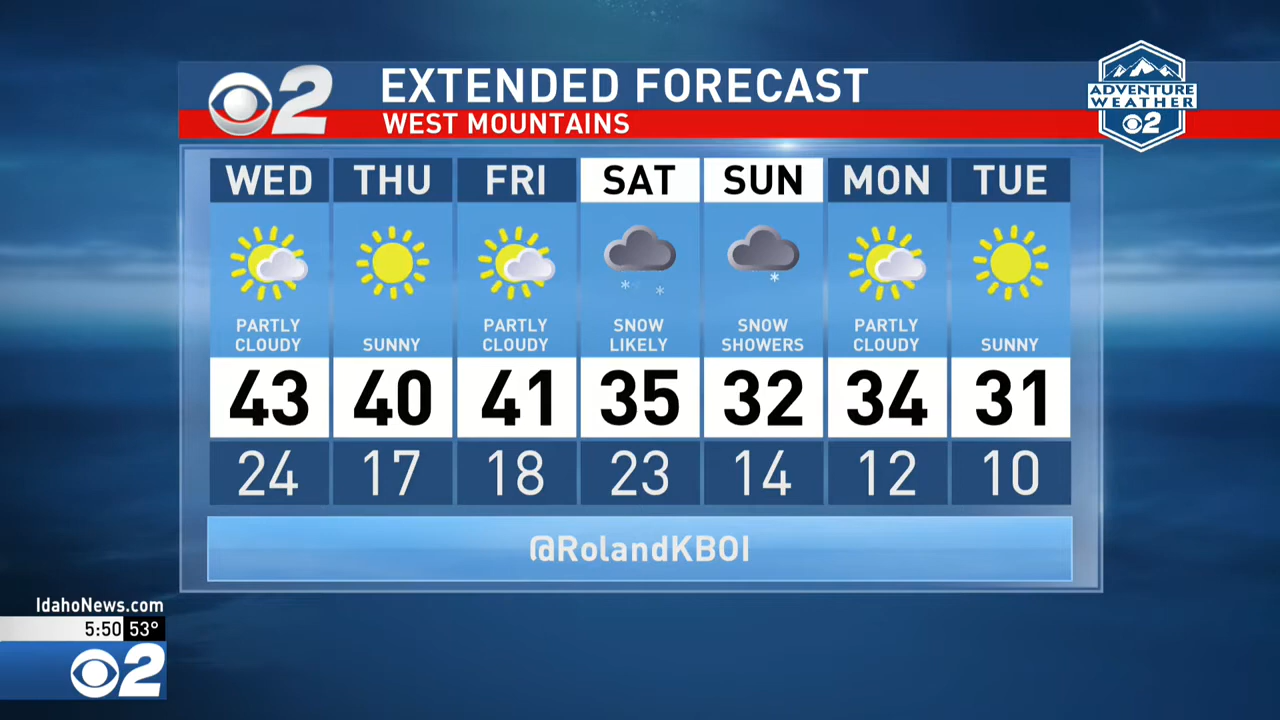 2
EXTENDED FORECAST
WEST MOUNTAINS
ADVENTURE
WEATHER
2
WED THU FRI SAT SUN MON TUE
PARTLY CLOUDY
SUNNY
PARTLY CLOUDY
SNOW LIKELY
SNOW SHOWERS
PARTLY CLOUDY
SUNNY
43 40 41 35 32 34 31
24 17 18 23 14 12 10
@RolandKBOI
IdahoNews.com
5:50 53°
2